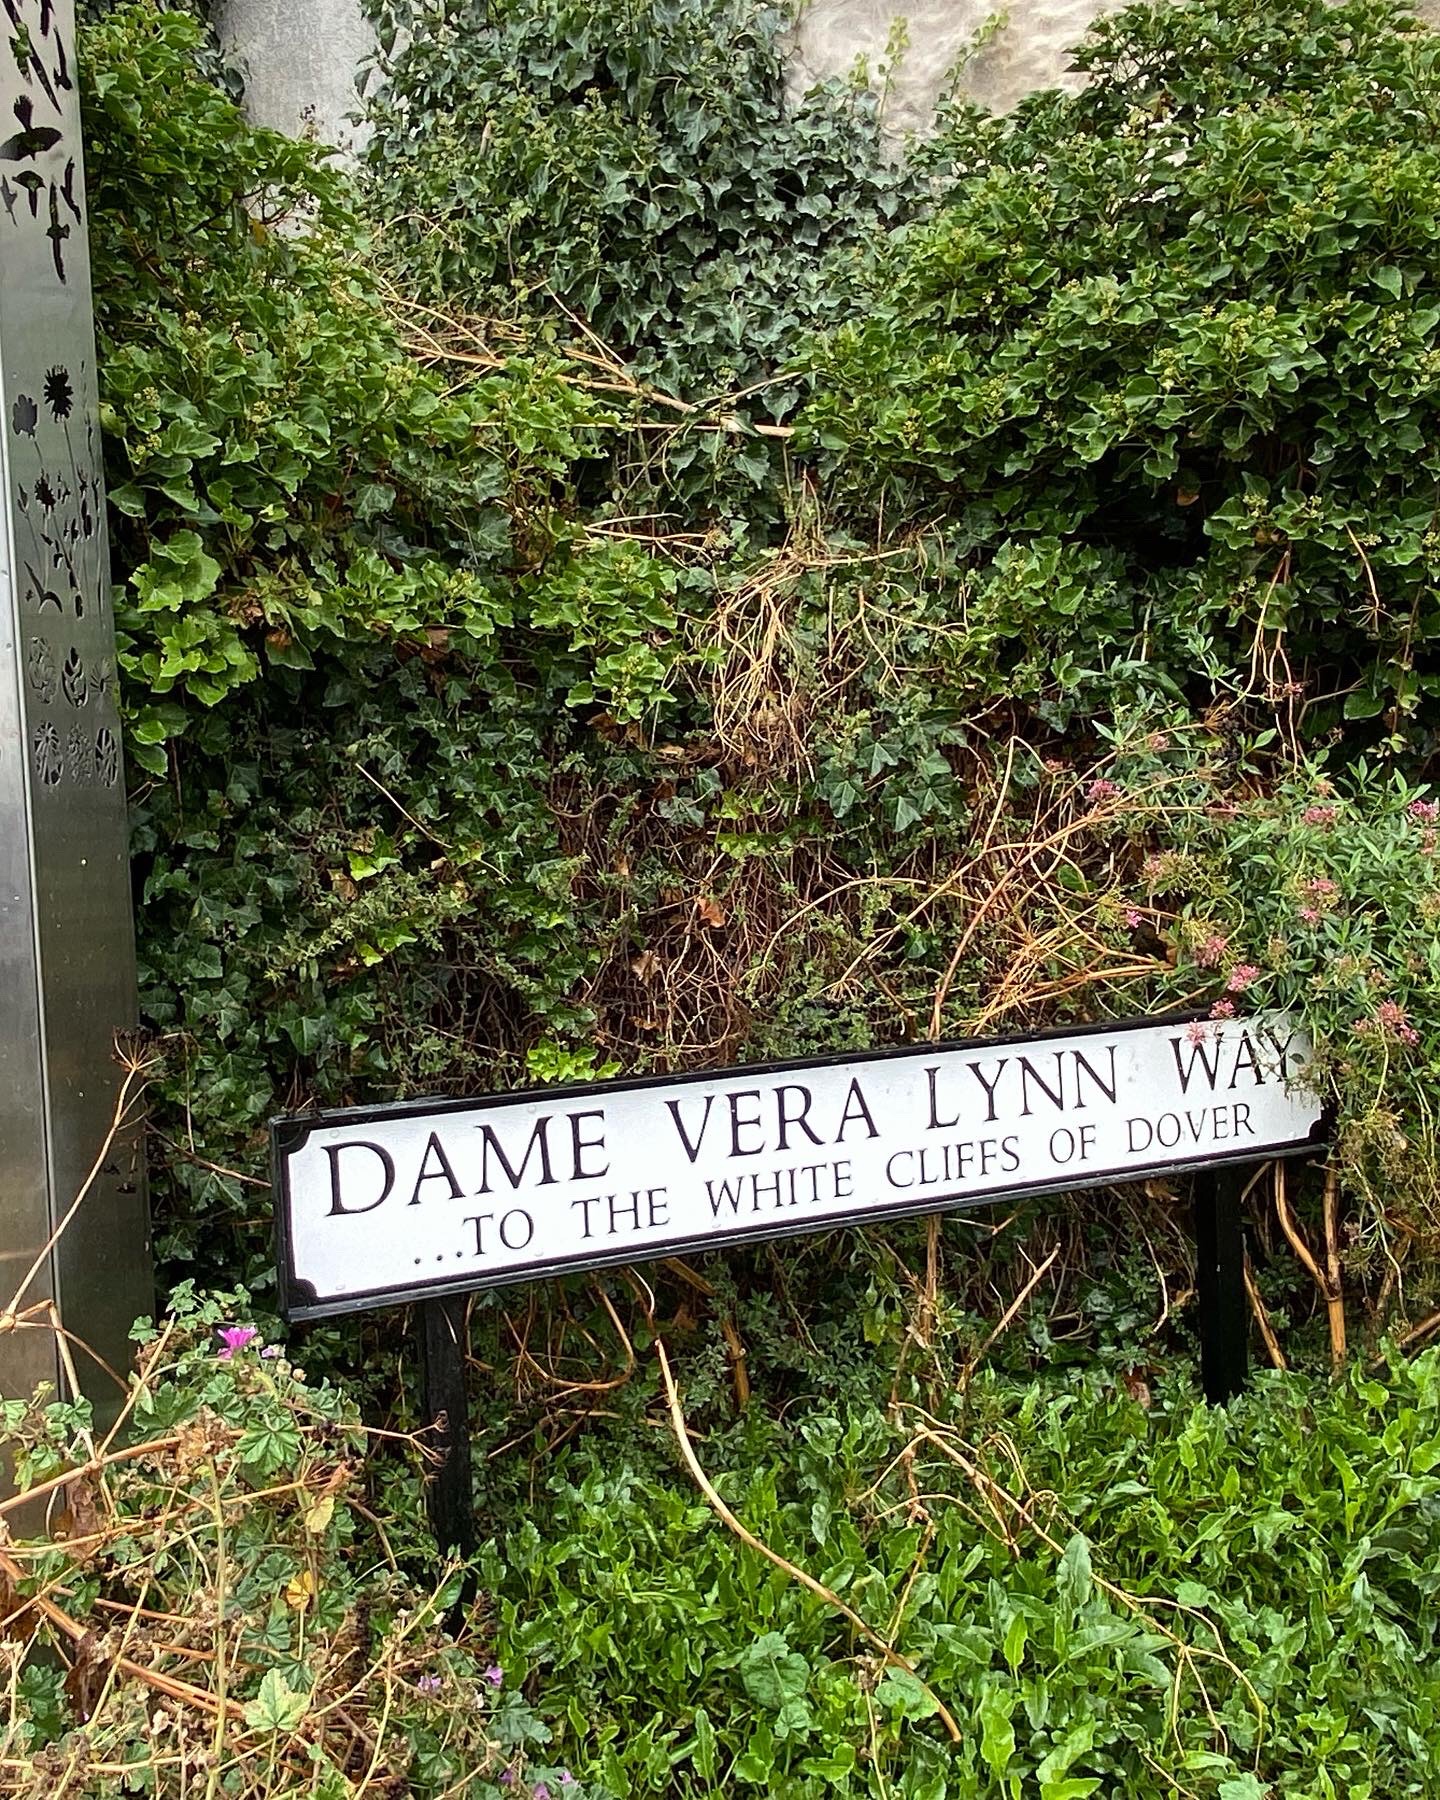 DAME VERA LYNN WAY
...TO THE WHITE CLIFFS OF DOVER